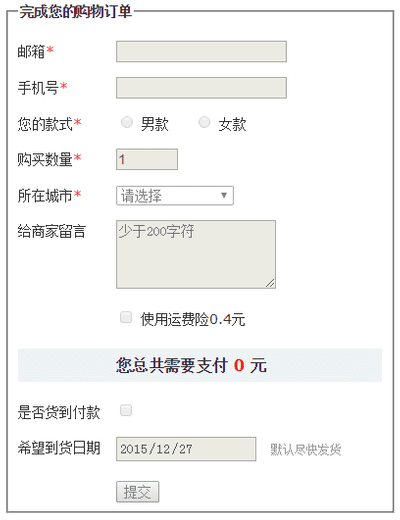 完成您的购物订单
邮箱*
手机号*
您的款式* 男款 女款
购买数量* 1
所在城市* 请选择
给商家留言 少于200字符
使用运费险0.4元
您总共需要支付 0 元
是否货到付款
希望到货日期 2015/12/27 默认尽快发货
提交